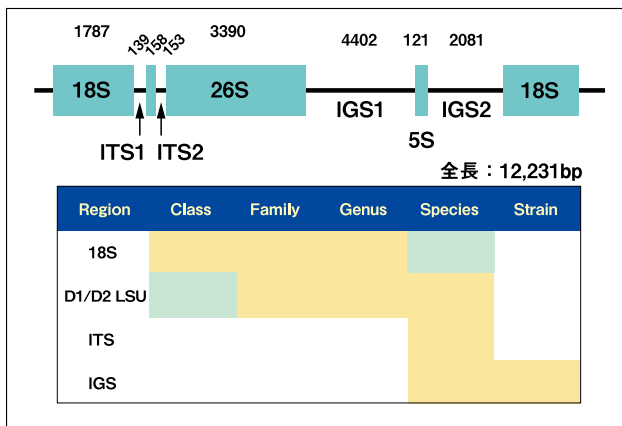 1787 139 158 153 3390 4402 121 2081
18S 26S IGS1 IGS2 18S
ITS1 ITS2 5S
全長：12,231bp
Region Class Family Genus Species Strain
18S
D1/D2 LSU
ITS
IGS